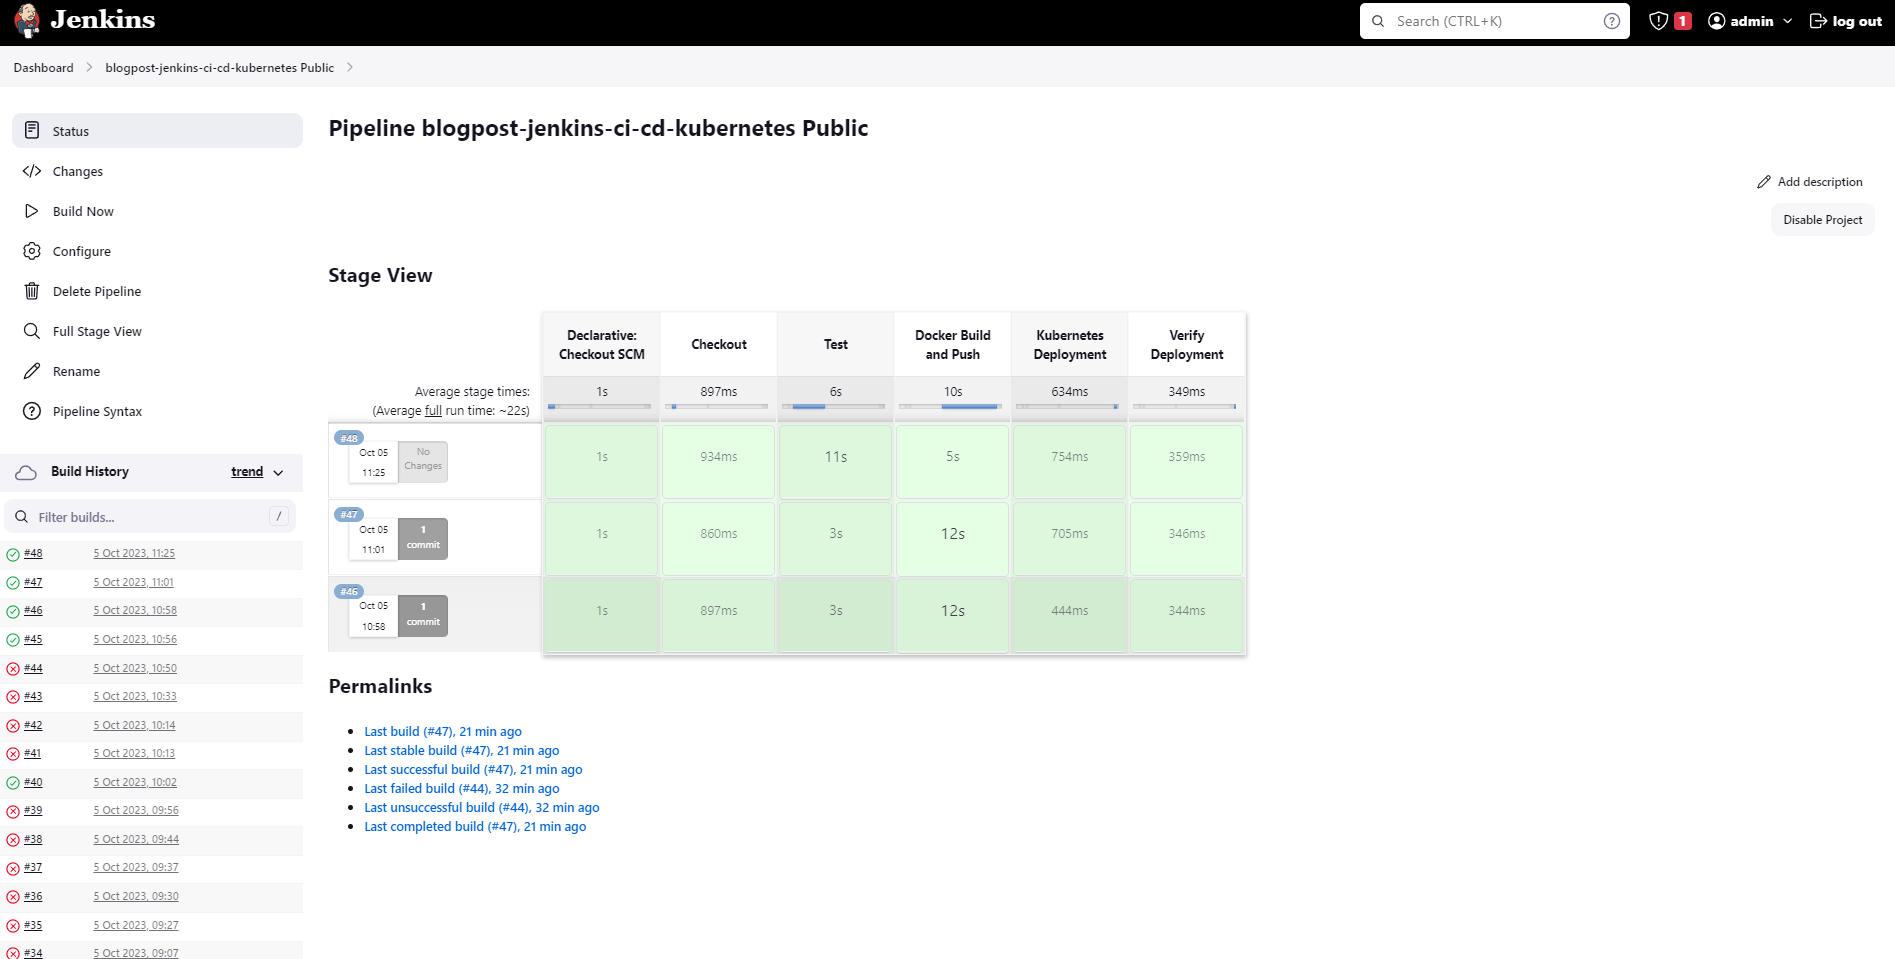 Jenkins
Search (CTRL+K)
1
admin
log out
Dashboard
blogpost-jenkins-ci-cd-kubernetes Public
Status
Changes
Build Now
Configure
Delete Pipeline
Full Stage View
Rename
Pipeline Syntax
Build History
trend
Filter builds...
/
#48 5 Oct 2023, 11:25
#47 5 Oct 2023, 11:01
#46 5 Oct 2023, 10:58
#45 5 Oct 2023, 10:56
#44 5 Oct 2023, 10:50
#43 5 Oct 2023, 10:33
#42 5 Oct 2023, 10:14
#41 5 Oct 2023, 10:13
#40 5 Oct 2023, 10:02
#39 5 Oct 2023, 09:56
#38 5 Oct 2023, 09:44
#37 5 Oct 2023, 09:37
#36 5 Oct 2023, 09:30
#35 5 Oct 2023, 09:27
#34 5 Oct 2023, 09:07
Pipeline blogpost-jenkins-ci-cd-kubernetes Public
Add description
Disable Project
Stage View
Declarative:
Checkout SCM
Checkout
Test
Docker Build
and Push
Kubernetes
Deployment
Verify
Deployment
Average stage times:
(Average full run time: ~22s)
1s 897ms 6s 10s 634ms 349ms
#48
Oct 05
11:25
No
Changes
1s 934ms 11s 5s 754ms 359ms
#47
Oct 05
11:01
1
commit
1s 860ms 3s 12s 705ms 346ms
#46
Oct 05
10:58
1
commit
1s 897ms 3s 12s 444ms 344ms
Permalinks
Last build (#47), 21 min ago
Last stable build (#47), 21 min ago
Last successful build (#47), 21 min ago
Last failed build (#44), 32 min ago
Last unsuccessful build (#44), 32 min ago
Last completed build (#47), 21 min ago